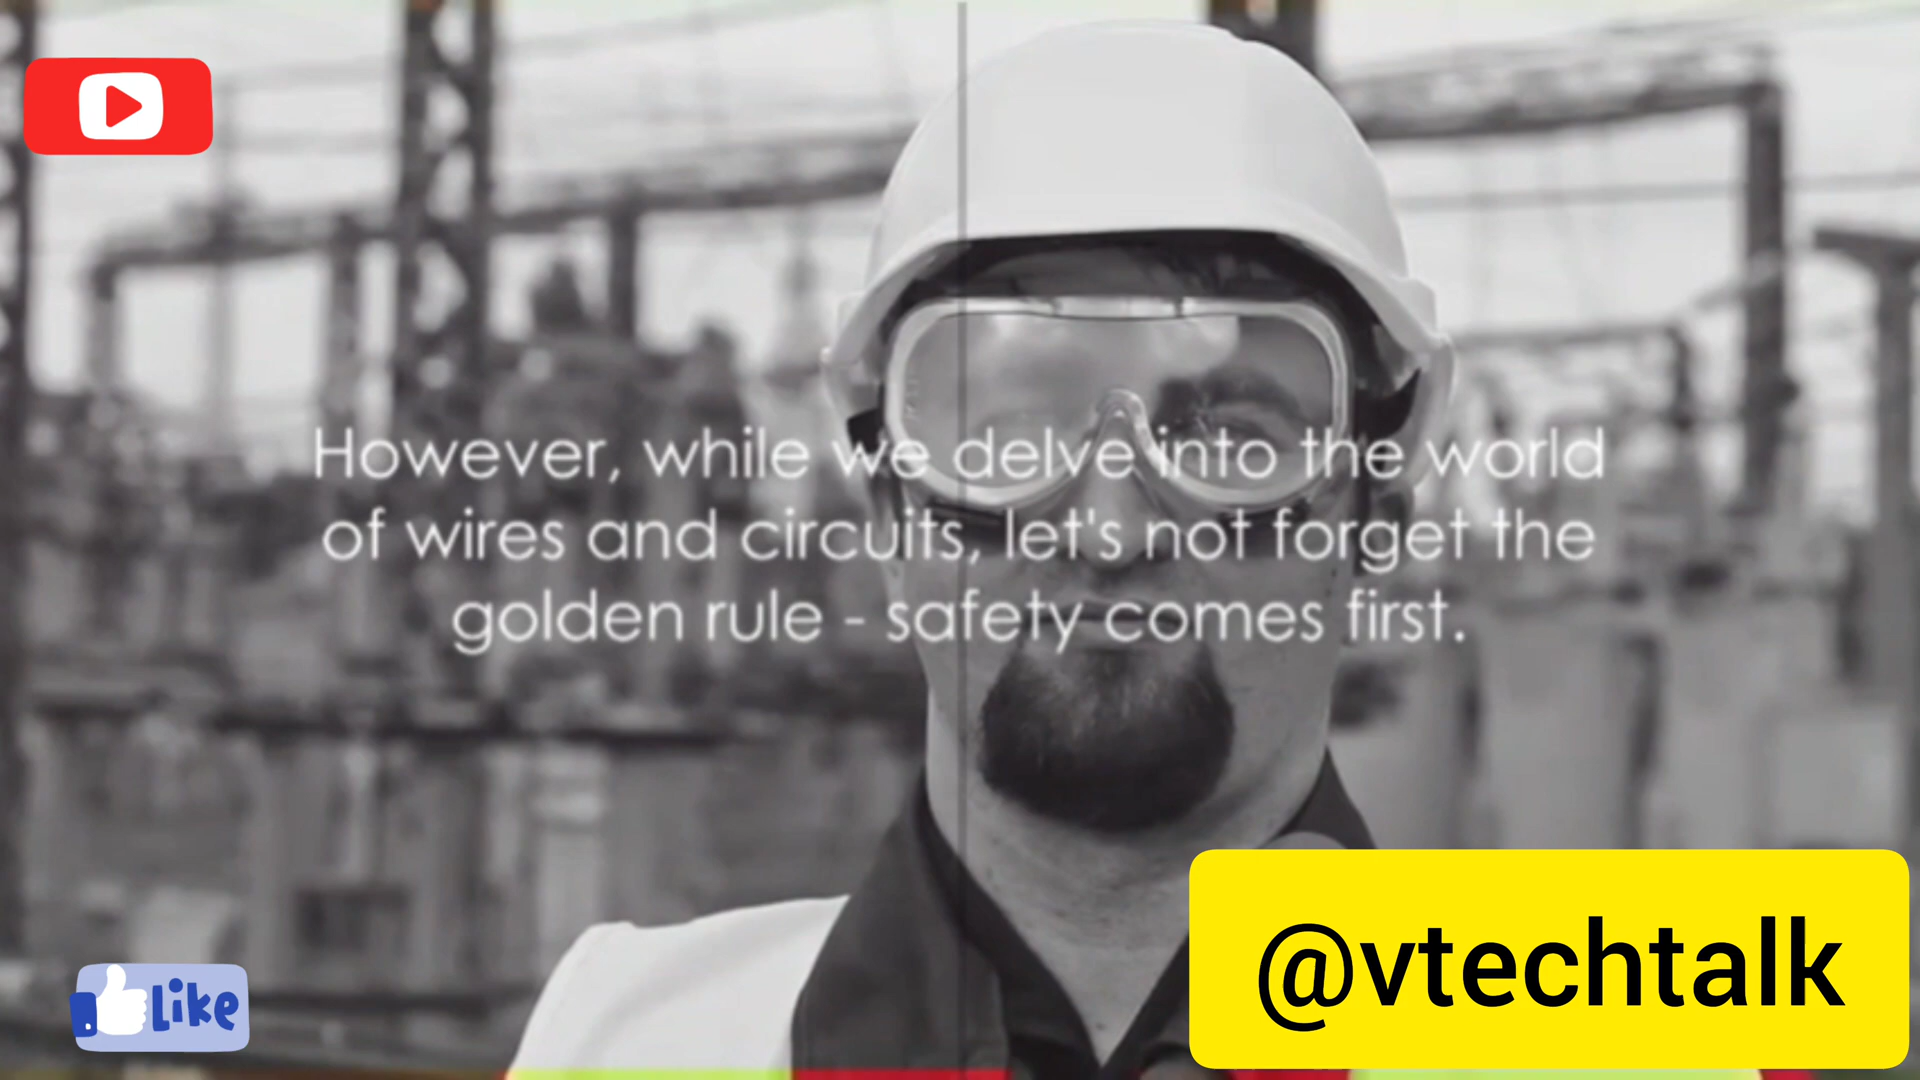 However, while we delve into the world
of wires and circuits, let's not forget the
golden rule - safety comes first.
Like
@vtechtalk